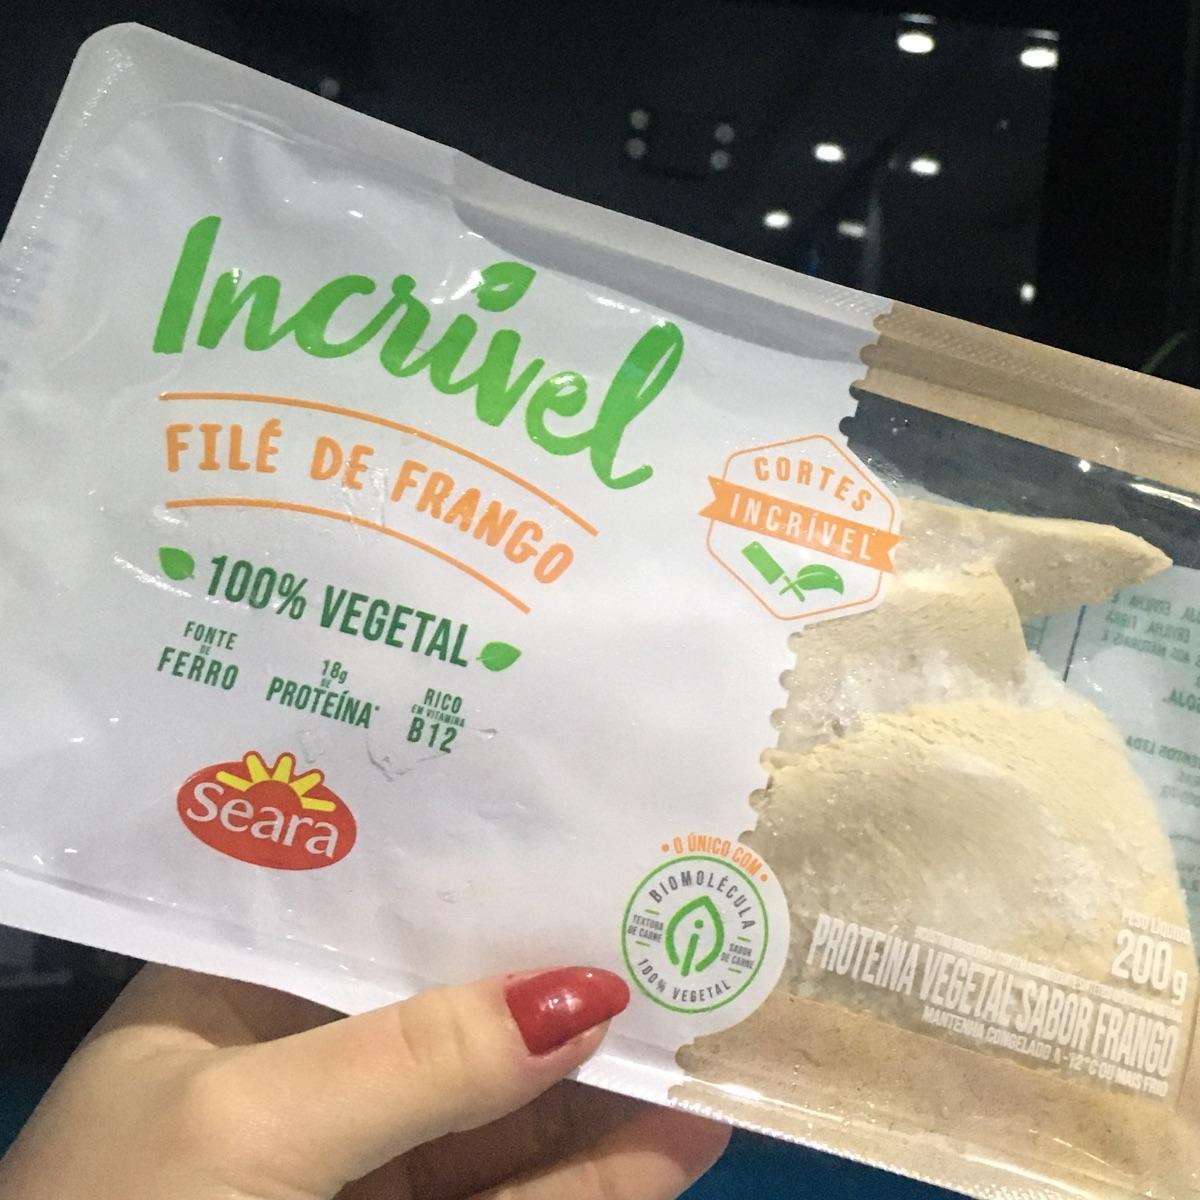 Incrível
FILÉ DE FRANGO
100% VEGETAL
FONTE
DE
FERRO
18g
DE
PROTEÍNA*
RICO
EM VITAMINA
B12
seara
CORTES
INCRÍVEL
• O ÚNICO COM •
BIOMOLÉCULA
TEXTURA
DE CARNE
SABOR
DE CARNE
100% VEGETAL
PESO LÍQUIDO
200g
PROTEÍNA VEGETAL SABOR FRANGO
MANTENHA CONGELADO A -12°C OU MAIS FRIO